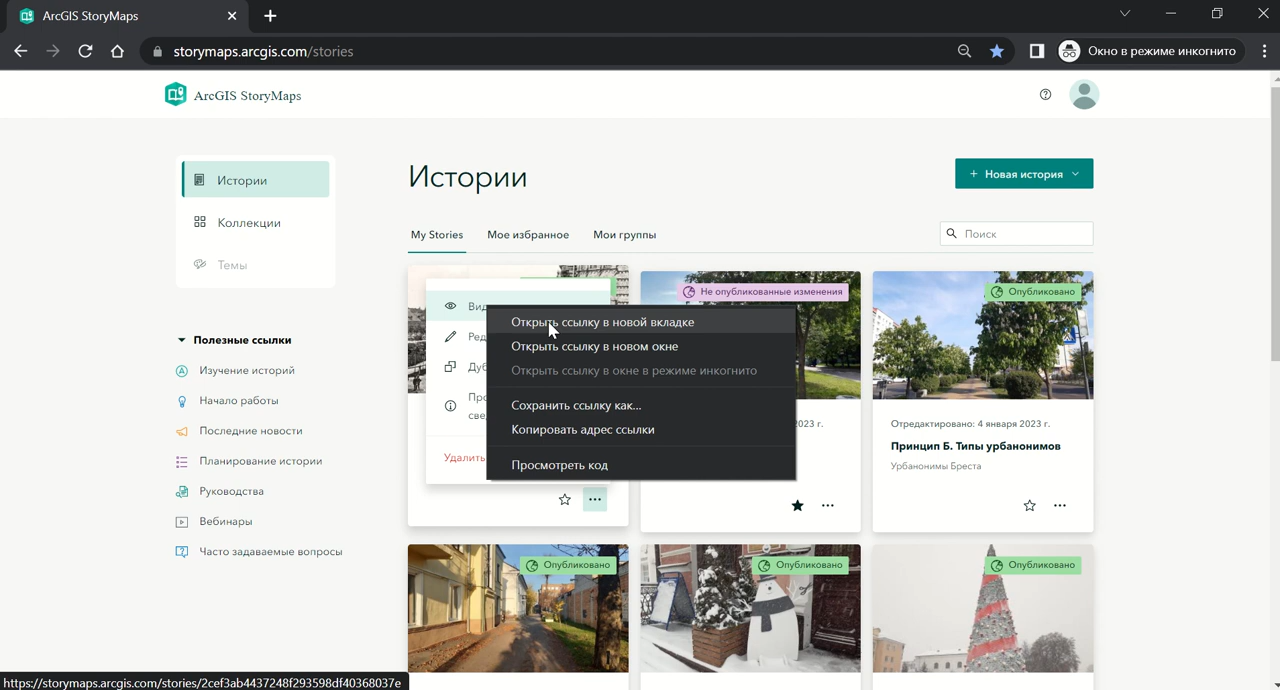 ArcGIS StoryMaps
storymaps.arcgis.com/stories
Окно в режиме инкогнито
ArcGIS StoryMaps
Истории
Коллекции
Темы
Полезные ссылки
Изучение историй
Начало работы
Последние новости
Планирование истории
Руководства
Вебинары
Часто задаваемые вопросы
Истории
Новая история
My Stories
Мое избранное
Мои группы
Поиск
Не опубликованные изменения
Опубликовано
Удалить
Открыть ссылку в новой вкладке
Открыть ссылку в новом окне
Открыть ссылку в окне в режиме инкогнито
Сохранить ссылку как...
Копировать адрес ссылки
Просмотреть код
2023 г.
Отредактировано: 4 января 2023 г.
Принцип Б. Типы урбанонимов
Урбанонимы Бреста
Опубликовано
Опубликовано
Опубликовано
https://storymaps.arcgis.com/stories/2cef3ab4437248f293598df40368037e